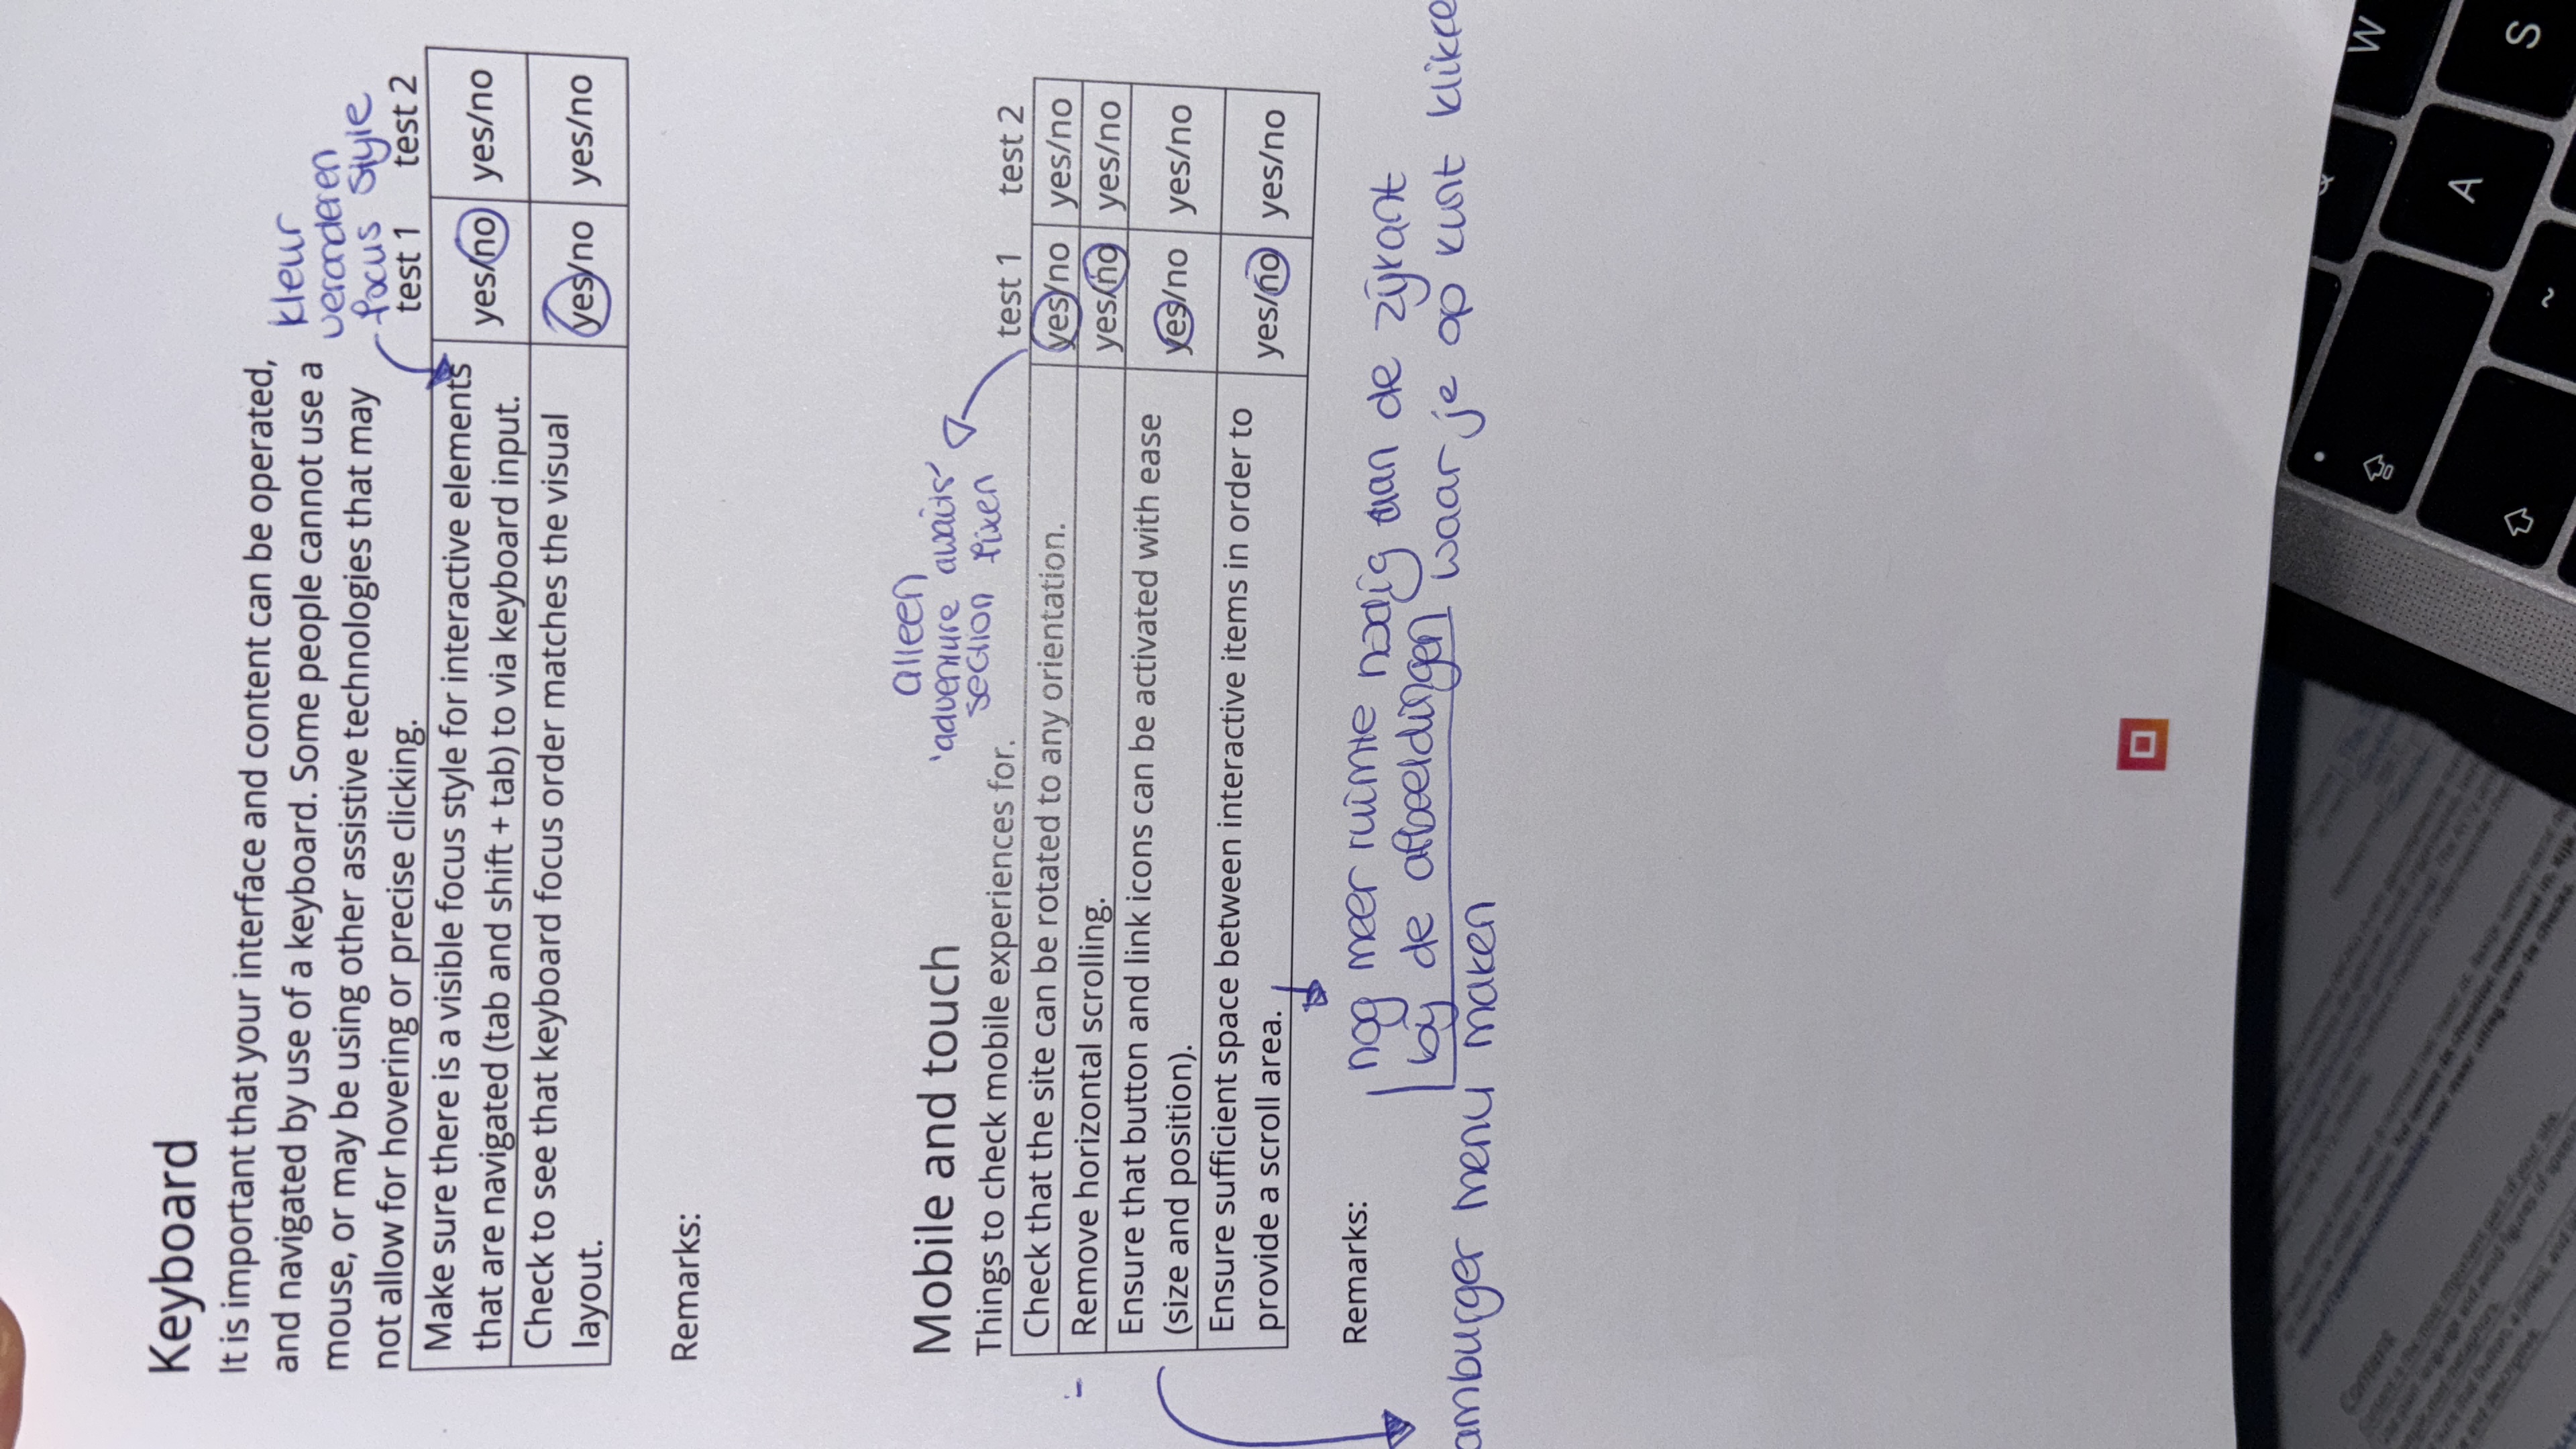 Keyboard
It is important that your interface and content can be operated,
and navigated by use of a keyboard. Some people cannot use a
mouse, or may be using other assistive technologies that may
not allow for hovering or precise clicking.
kleur
veranderen
focus style
test 1 test 2
Make sure there is a visible focus style for interactive elements
that are navigated (tab and shift + tab) to via keyboard input.
yes/no yes/no
Check to see that keyboard focus order matches the visual
layout.
yes/no yes/no
Remarks:
alleen
'adventure awaits'
section fixen
Mobile and touch
Things to check mobile experiences for.
test 1 test 2
Check that the site can be rotated to any orientation. yes/no yes/no
Remove horizontal scrolling. yes/no yes/no
Ensure that button and link icons can be activated with ease
(size and position).
yes/no yes/no
Ensure sufficient space between interactive items in order to
provide a scroll area.
yes/no yes/no
Remarks:
nog meer ruimte nodig aan de zijkant
bij de afbeeldingen waar je op kunt klikke
amburger menu maken
Content
W
A
S
~